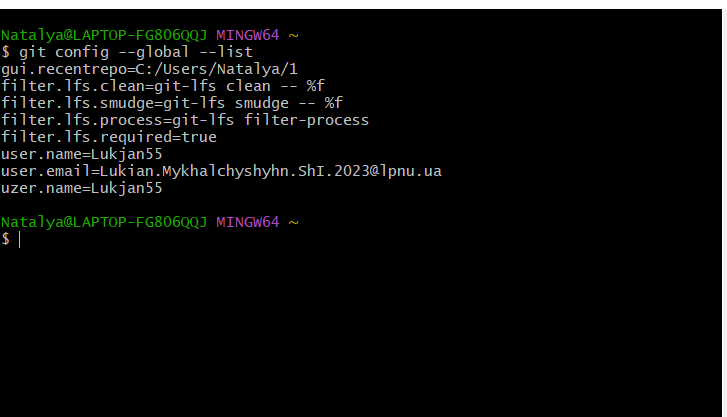 Natalya@LAPTOP-FG806QQJ MINGW64 ~
$ git config --global --list
gui.recentrepo=C:/Users/Natalya/1
filter.lfs.clean=git-lfs clean -- %f
filter.lfs.smudge=git-lfs smudge -- %f
filter.lfs.process=git-lfs filter-process
filter.lfs.required=true
user.name=Lukjan55
user.email=Lukian.Mykhalchyshyhn.ShI.2023@lpnu.ua
uzer.name=Lukjan55
Natalya@LAPTOP-FG806QQJ MINGW64 ~
$